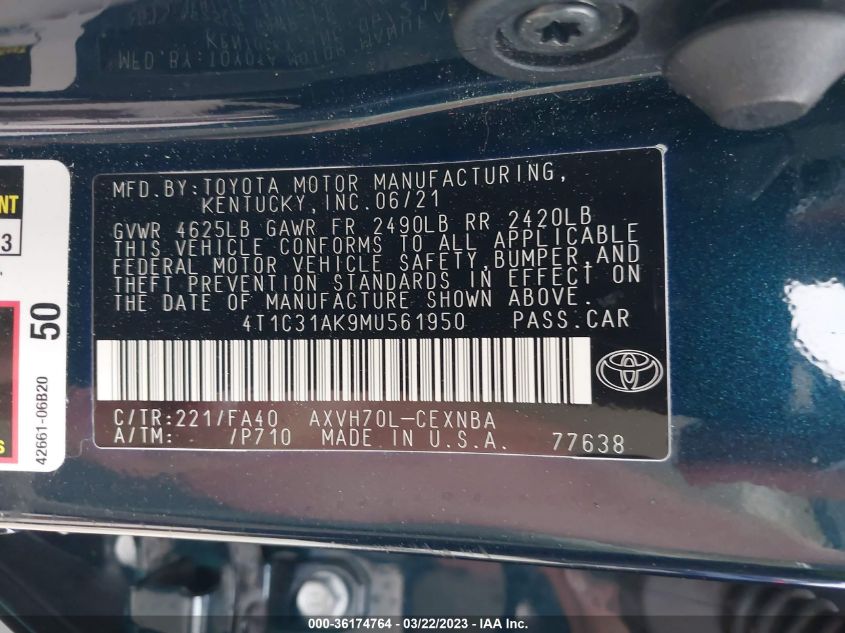 MFD.BY:TOYOTA MOTOR MANUFACTURING,
KENTUCKY,INC.06/21
GVWR 4625LB GAWR FR 2490LB RR 2420LB
THIS VEHICLE CONFORMS TO ALL APPLICABLE
FEDERAL MOTOR VEHICLE SAFETY,BUMPER,AND
THEFT PREVENTION STANDARDS IN EFFECT ON
THE DATE OF MANUFACTURE SHOWN ABOVE.
4T1C31AK9MU561950 PASS.CAR
C/TR:221/FA40 AXVH70L-CEXNBA
A/TM: - /P710 MADE IN U.S.A. 77638
NT
3
50
42661-06B20
S
000-36174764 - 03/22/2023 - IAA, Inc.